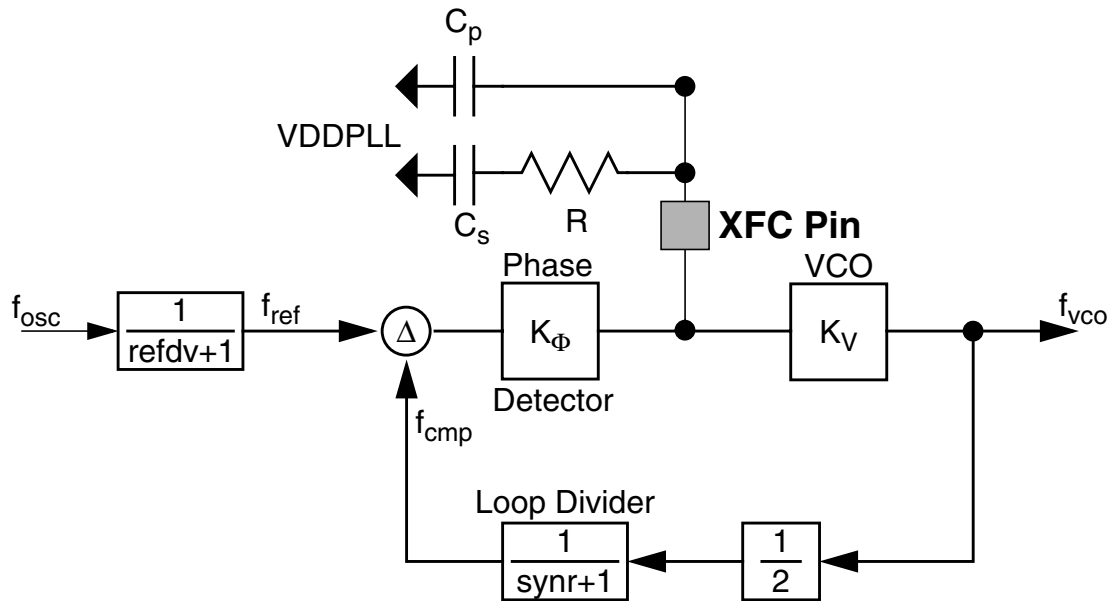 Cp
VDDPLL
Cs
R
XFC Pin
Phase
VCO
fosc
1
refdv+1
fref
Δ
KΦ
KV
fvco
Detector
fcmp
Loop Divider
1
synr+1
1
2